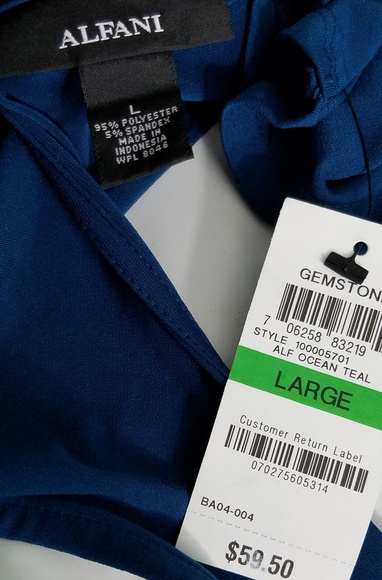 ALFANI
L
95% POLYESTER
5% SPANDEX
MADE IN
INDONESIA
WPL 8046
GEMSTON
7 06258 83219
STYLE 100005701
ALF OCEAN TEAL
LARGE
Customer Return Label
070275605314
BA04-004
$59.50